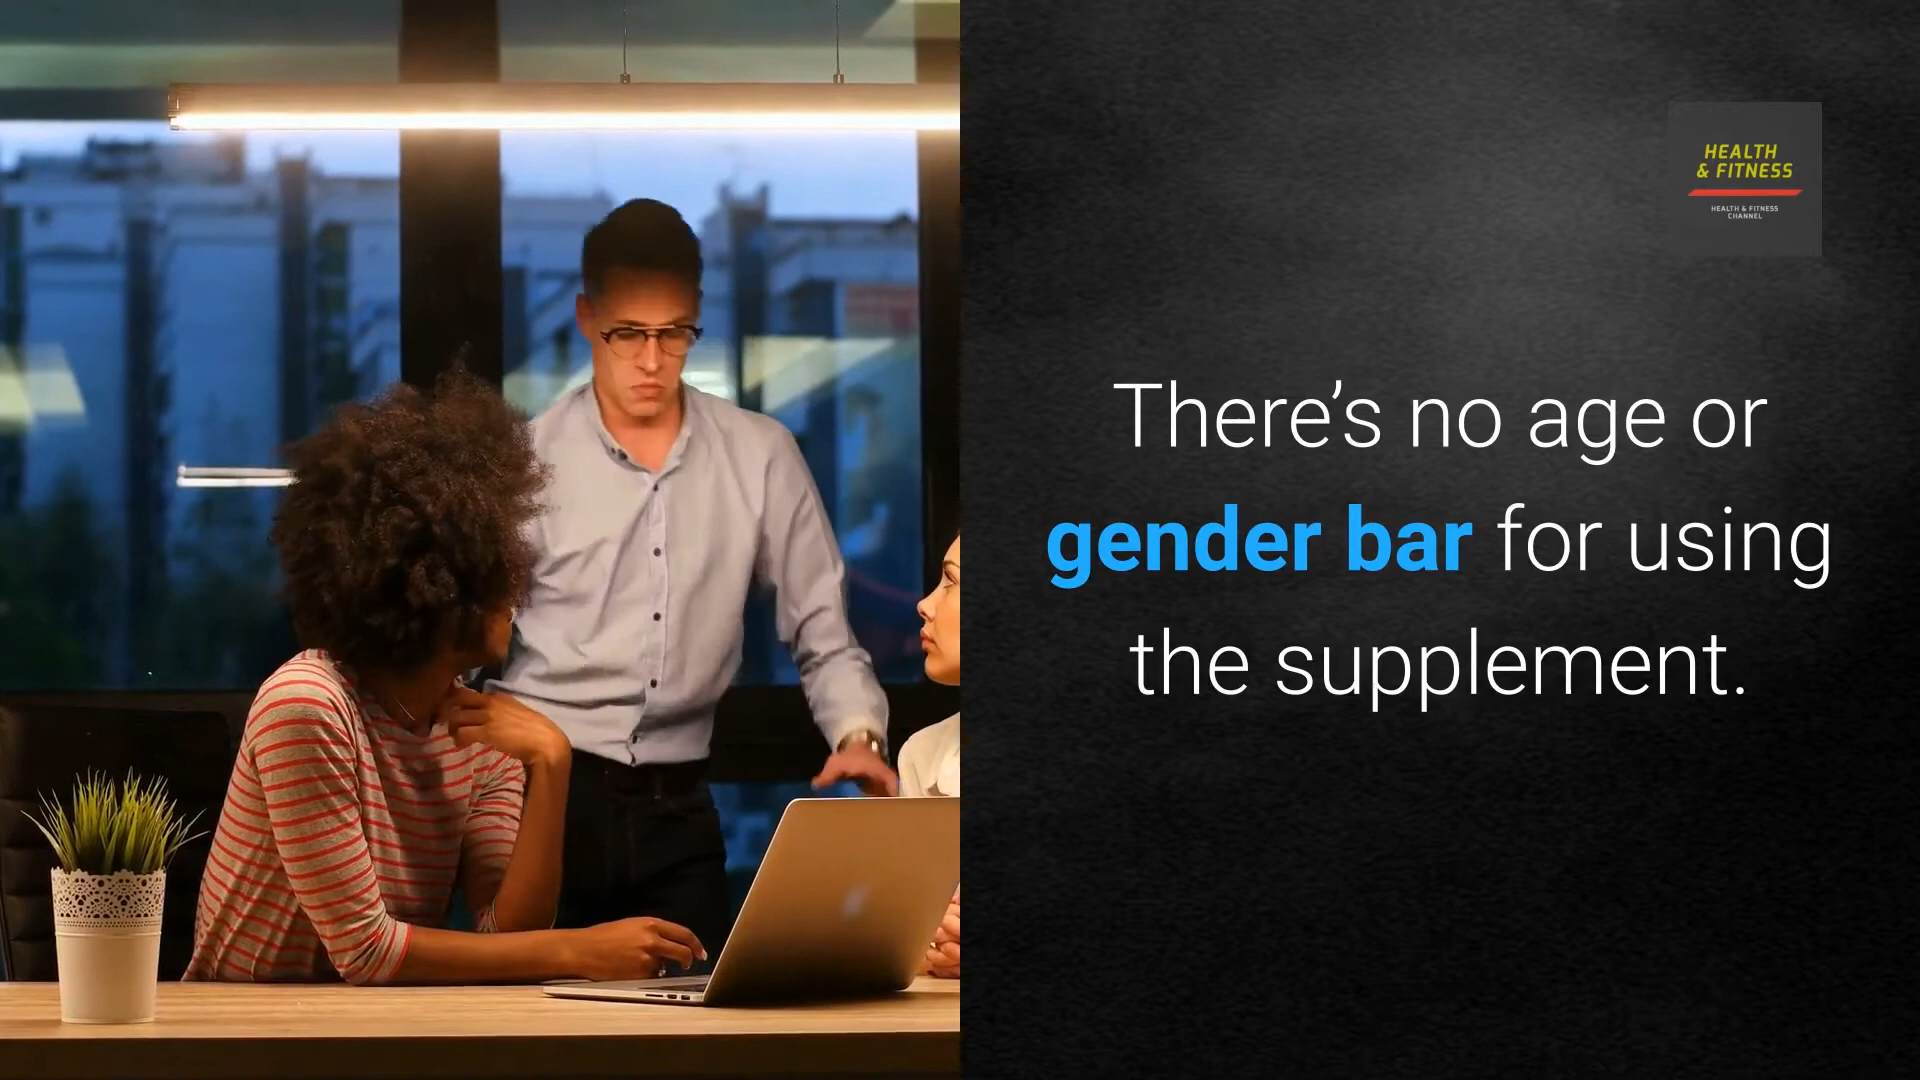 HEALTH
& FITNESS
HEALTH & FITNESS
CHANNEL
There’s no age or
gender bar for using
the supplement.